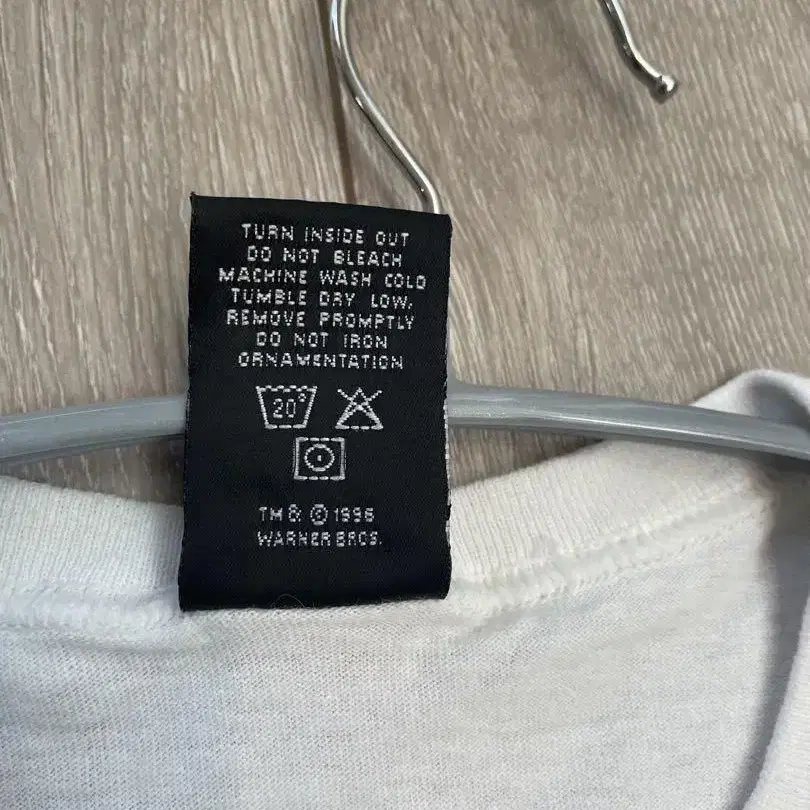 TURN INSIDE OUT
DO NOT BLEACH
MACHINE WASH COLD
TUMBLE DRY LOW,
REMOVE PROMPTLY
DO NOT IRON
ORNAMENTATION
20°
TM & © 1996
WARNER BROS.